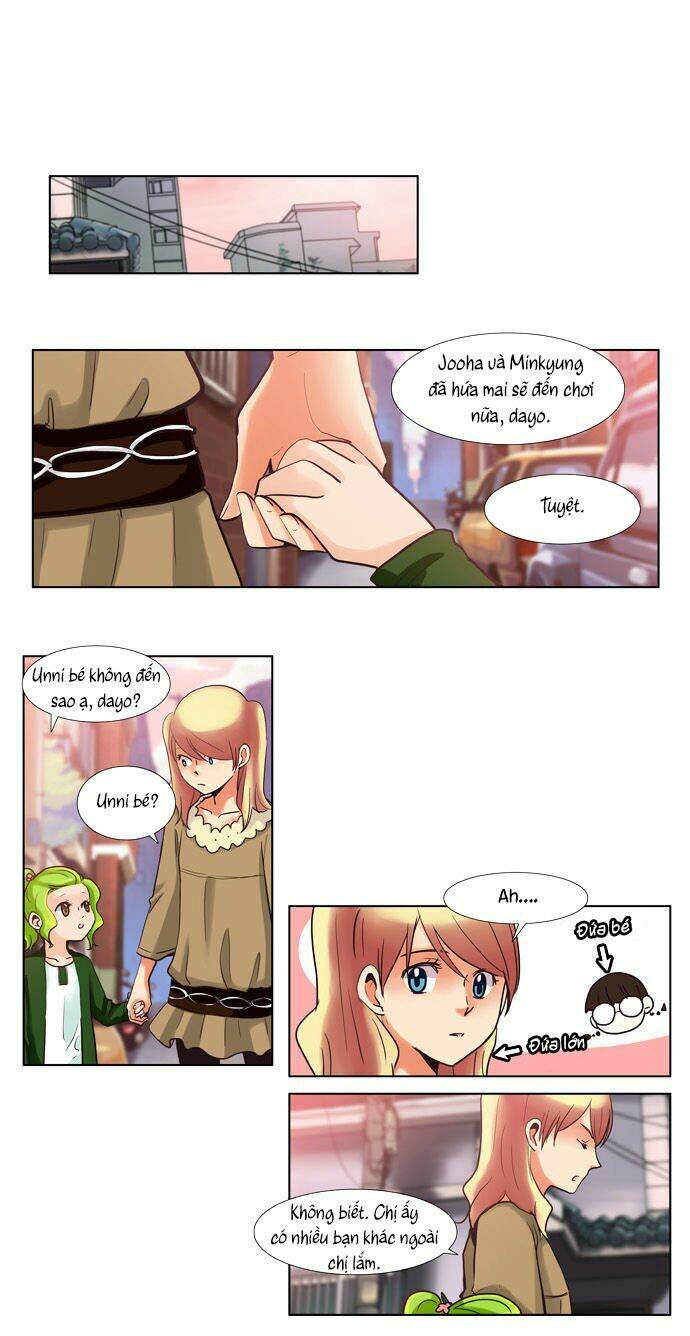 Jooha và Minkyung
đã hứa mai sẽ đến chơi
nữa, dayo.
Tuyệt.
Unni bé không đến
sao ạ, dayo?
Unni bé?
Ah....
Đứa bé
Đứa lớn
Không biết. Chị ấy
có nhiều bạn khác ngoài
chị lắm.